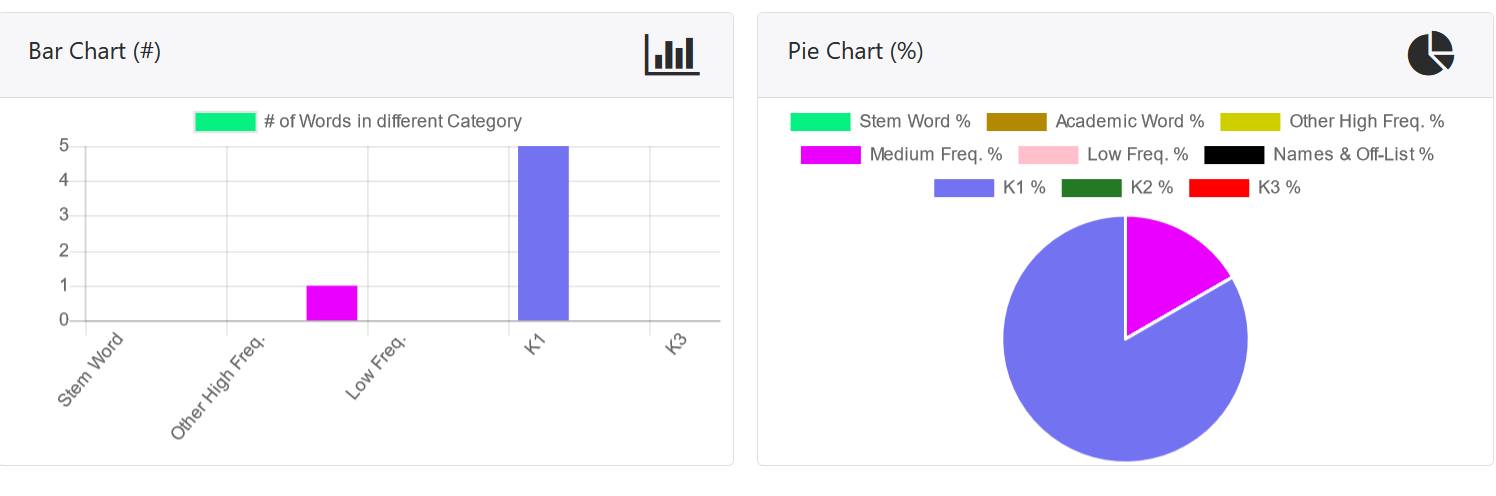 Bar Chart (#)
# of Words in different Category
5
4
3
2
1
0
Stem Word
Other High Freq.
Low Freq.
K1
K3
Pie Chart (%)
Stem Word % Academic Word % Other High Freq. %
Medium Freq. % Low Freq. % Names & Off-List %
K1 % K2 % K3 %